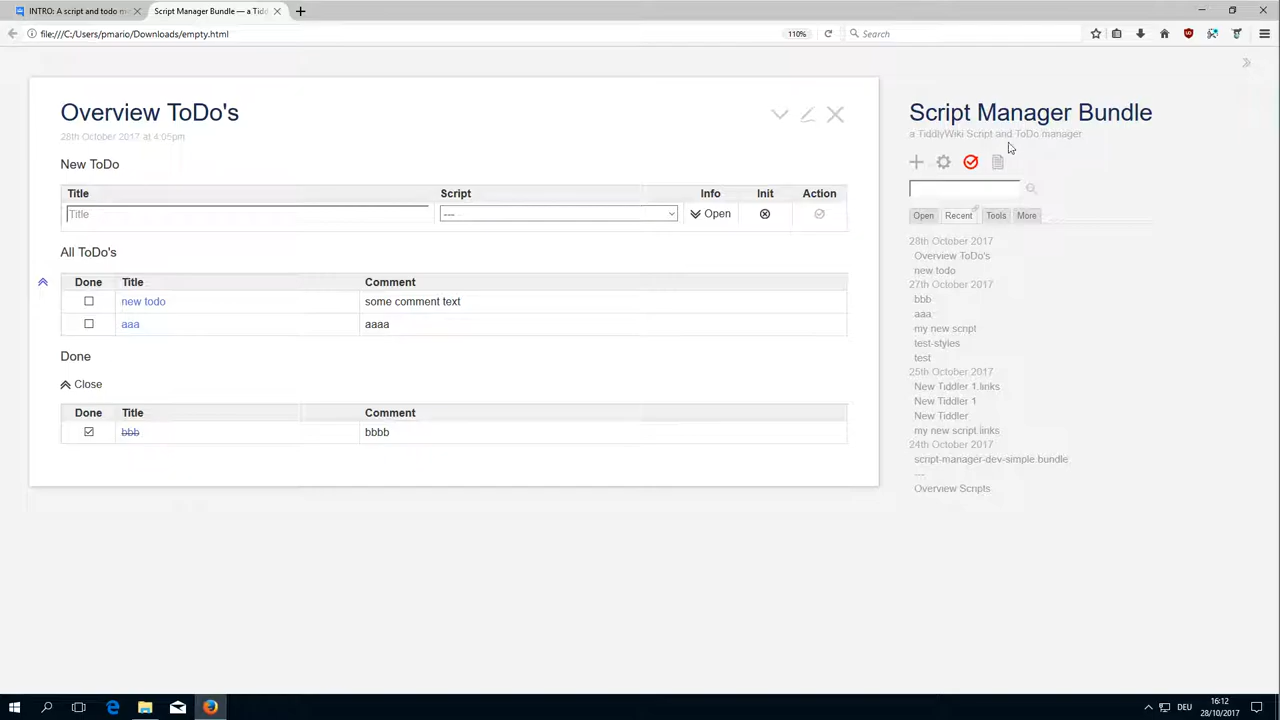 INTRO: A script and todo m
Script Manager Bundle — a Tidd
file:///C:/Users/pmario/Downloads/empty.html
110%
Search
Overview ToDo's
28th October 2017 at 4:05pm
New ToDo
Title Script Info Init Action
Title --- Open
All ToDo's
Done Title Comment
new todo some comment text
aaa aaaa
Done
Close
Done Title Comment
bbb bbbb
Script Manager Bundle
a TiddlyWiki Script and ToDo manager
Open Recent Tools More
28th October 2017
Overview ToDo's
new todo
27th October 2017
bbb
aaa
my new script
test-styles
test
25th October 2017
New Tiddler 1.links
New Tiddler 1
New Tiddler
my new script.links
24th October 2017
script-manager-dev-simple.bundle
---
Overview Scripts
DEU
16:12
28/10/2017